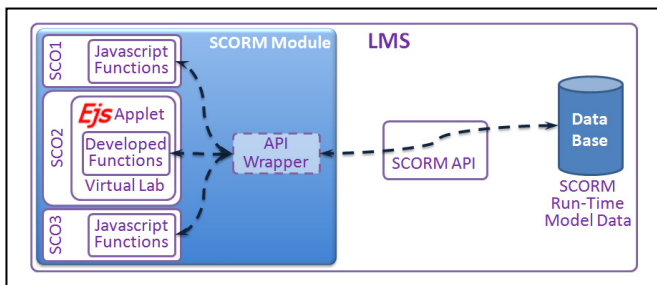 SCORM Module
LMS
SCO1
Javascript
Functions
SCO2
Ejs Applet
Developed
Functions
Virtual Lab
SCO3
Javascript
Functions
API
Wrapper
SCORM API
Data
Base
SCORM
Run-Time
Model Data